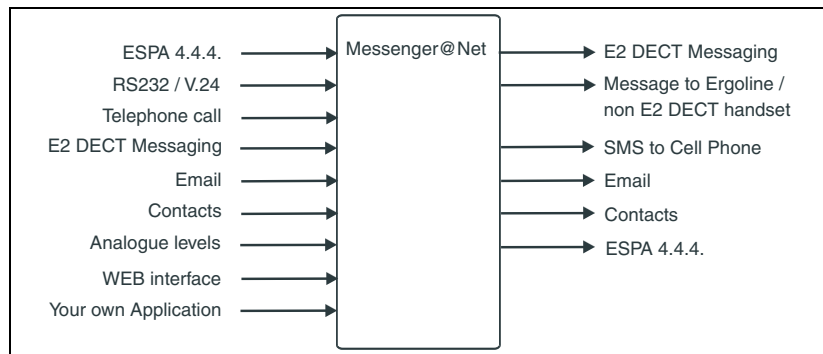 ESPA 4.4.4.
RS232 / V.24
Telephone call
E2 DECT Messaging
Email
Contacts
Analogue levels
WEB interface
Your own Application
Messenger@Net
E2 DECT Messaging
Message to Ergoline /
non E2 DECT handset
SMS to Cell Phone
Email
Contacts
ESPA 4.4.4.